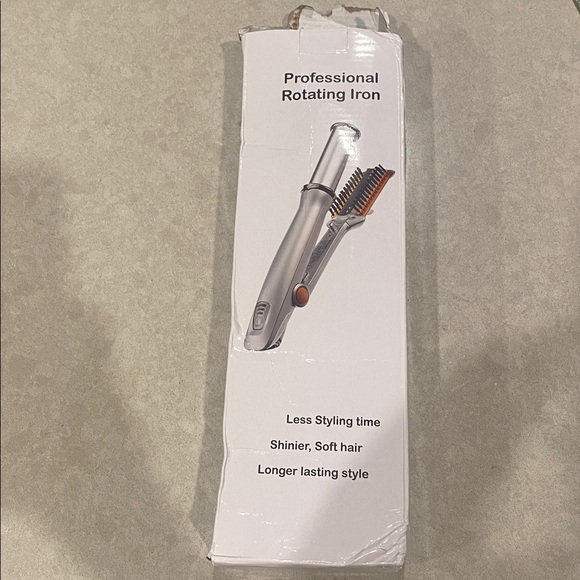 Professional
Rotating Iron
Less Styling time
Shinier, Soft hair
Longer lasting style